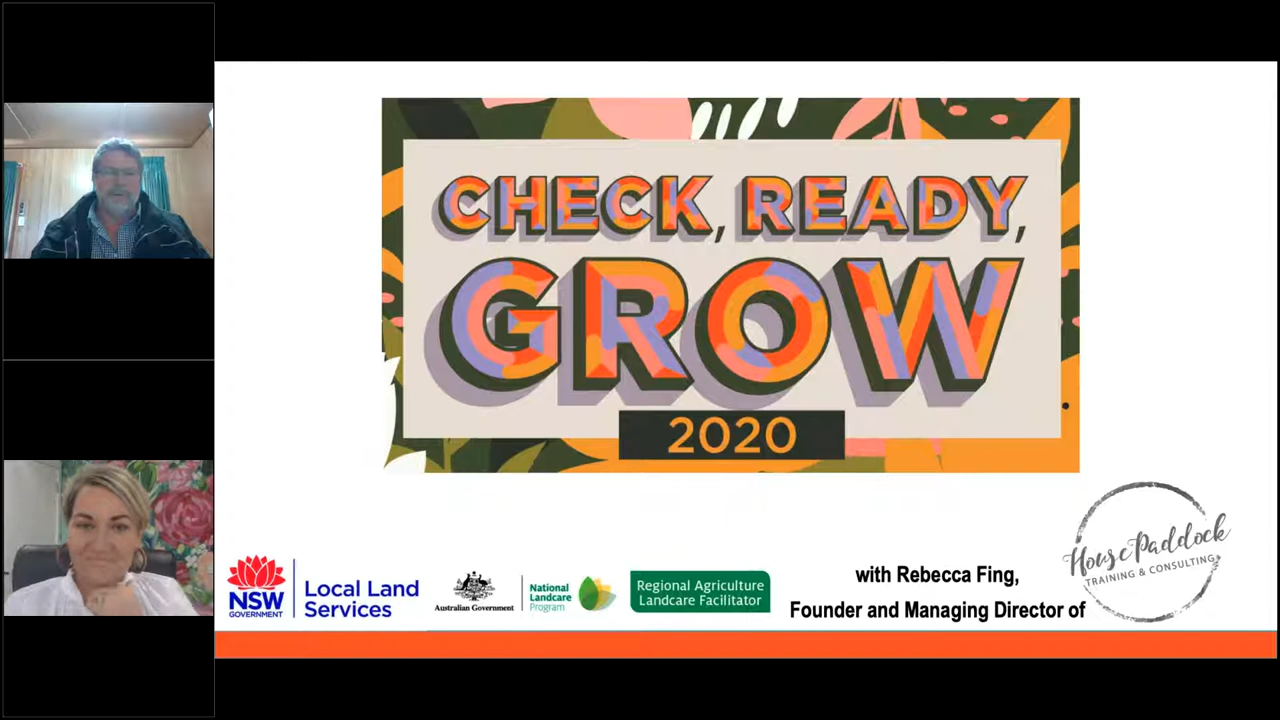 CHECK, READY,
GROW
2020
NSW
GOVERNMENT
Local Land
Services
Australian Government
National
Landcare
Program
Regional Agriculture
Landcare Facilitator
with Rebecca Fing,
Founder and Managing Director of
House Paddock
TRAINING & CONSULTING